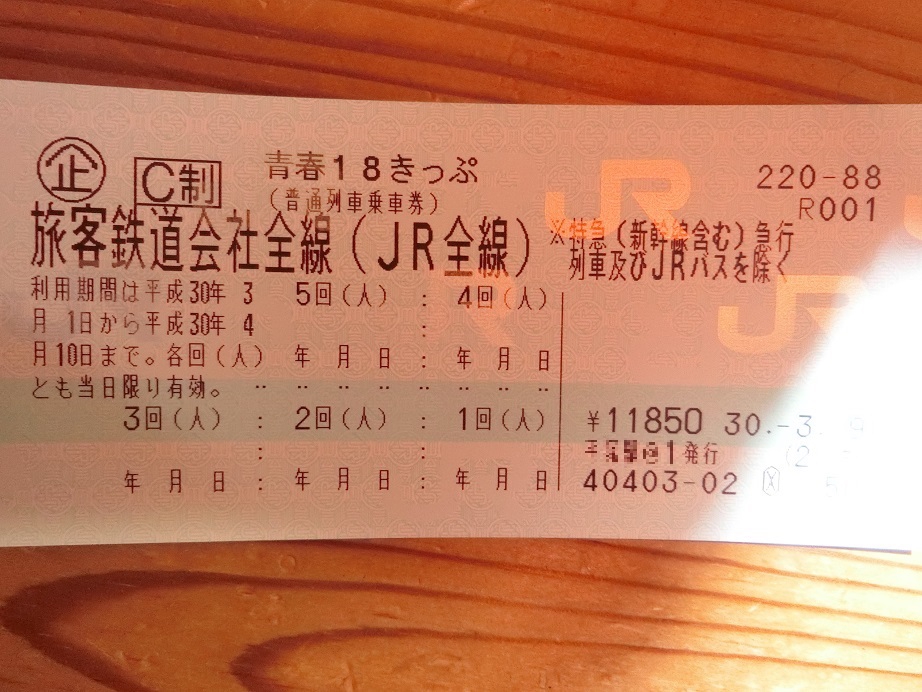 企 C制 青春18きっぷ 220-88
(普通列車乗車券) R001
旅客鉄道会社全線(JR全線) ※特急(新幹線含む)急行
列車及びJRバスを除く
利用期間は平成30年 3
月 1日から平成30年 4
月10日まで。各回(人)
とも当日限り有効。
5回(人) : 4回(人)
年 月 日 : 年 月 日
3回(人) : 2回(人) : 1回(人)
年 月 日 : 年 月 日 : 年 月 日
¥11850 30.-3.
1発行 (2
40403-02
JR
JR